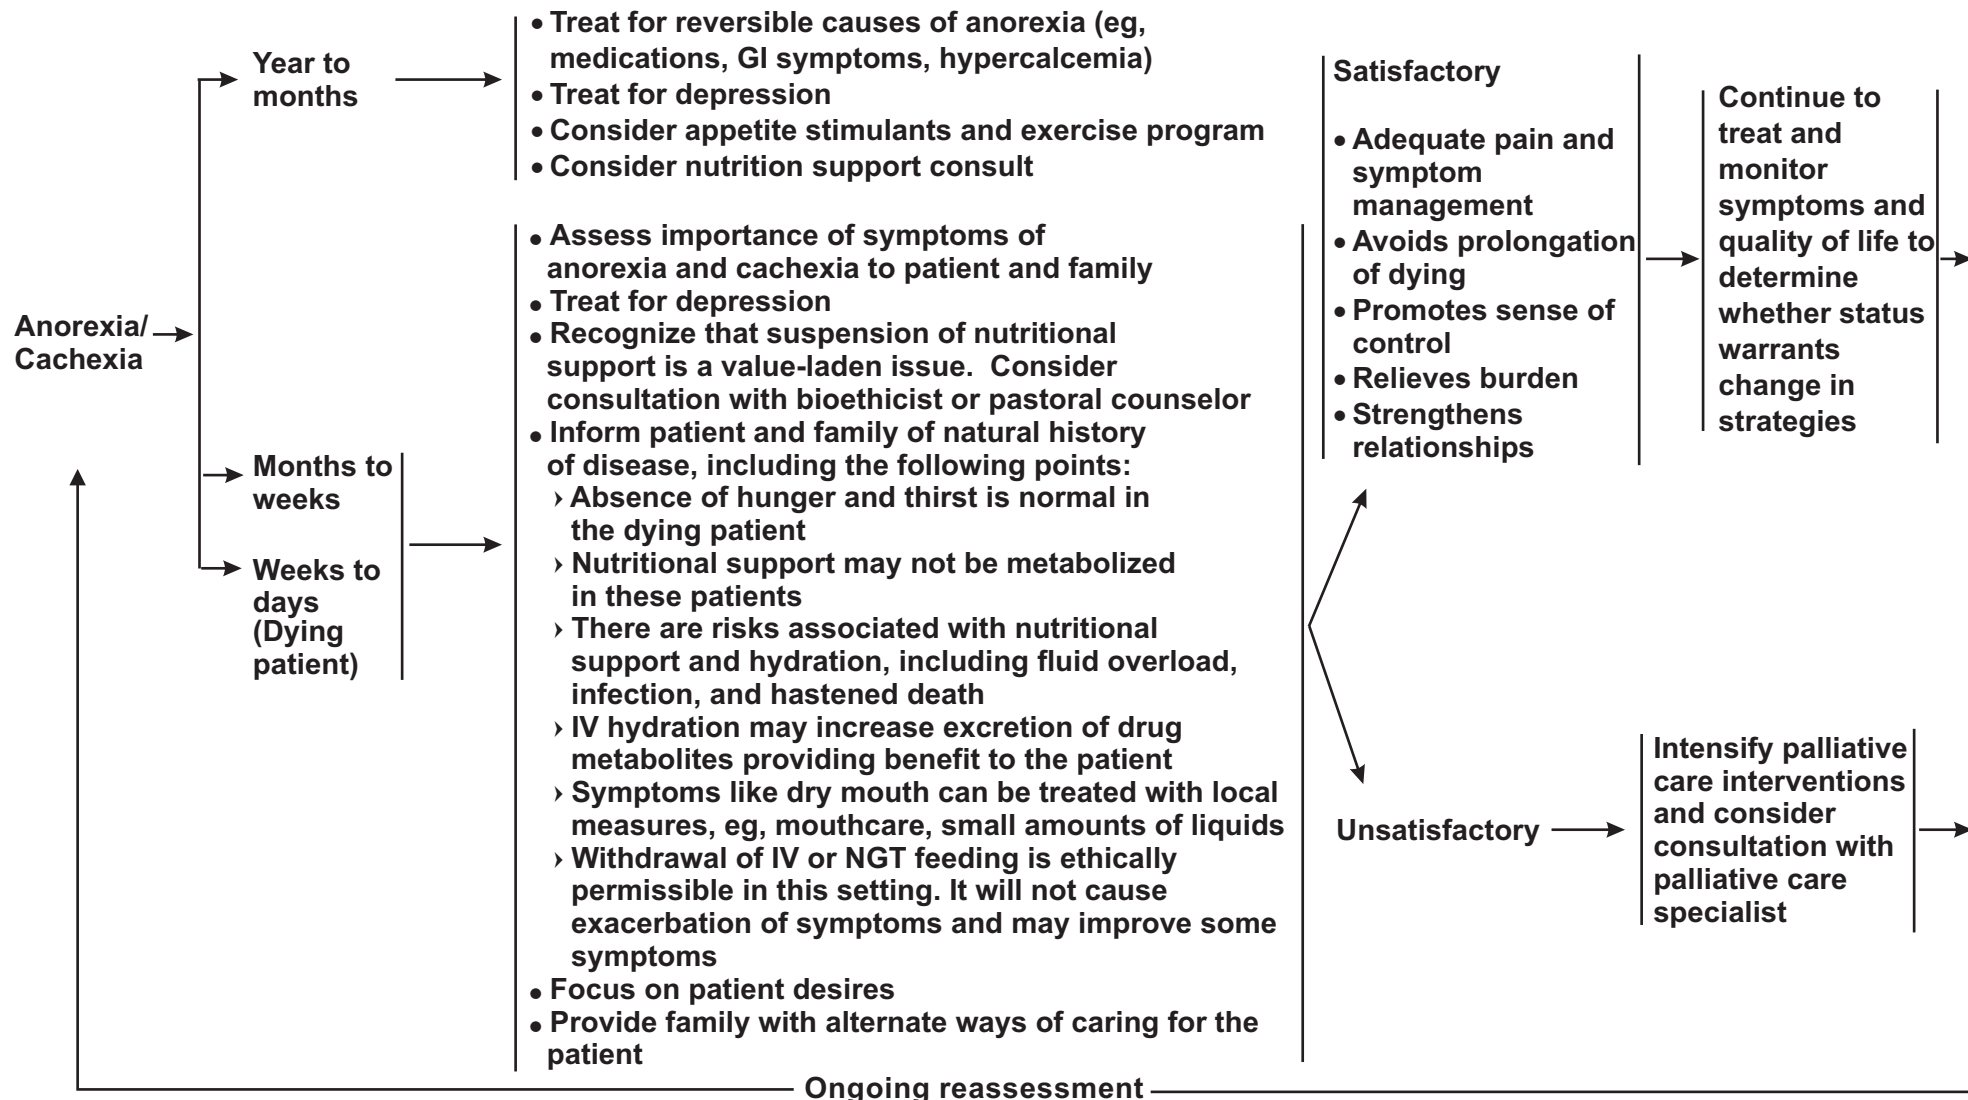 Anorexia/
Cachexia
Year to
months
• Treat for reversible causes of anorexia (eg,
medications, GI symptoms, hypercalcemia)
• Treat for depression
• Consider appetite stimulants and exercise program
• Consider nutrition support consult
Months to
weeks
Weeks to
days
(Dying
patient)
• Assess importance of symptoms of
anorexia and cachexia to patient and family
• Treat for depression
• Recognize that suspension of nutritional
support is a value-laden issue. Consider
consultation with bioethicist or pastoral counselor
• Inform patient and family of natural history
of disease, including the following points:
› Absence of hunger and thirst is normal in
the dying patient
› Nutritional support may not be metabolized
in these patients
› There are risks associated with nutritional
support and hydration, including fluid overload,
infection, and hastened death
› IV hydration may increase excretion of drug
metabolites providing benefit to the patient
› Symptoms like dry mouth can be treated with local
measures, eg, mouthcare, small amounts of liquids
› Withdrawal of IV or NGT feeding is ethically
permissible in this setting. It will not cause
exacerbation of symptoms and may improve some
symptoms
• Focus on patient desires
• Provide family with alternate ways of caring for the
patient
Satisfactory
• Adequate pain and
symptom
management
• Avoids prolongation
of dying
• Promotes sense of
control
• Relieves burden
• Strengthens
relationships
Continue to
treat and
monitor
symptoms and
quality of life to
determine
whether status
warrants
change in
strategies
Unsatisfactory
Intensify palliative
care interventions
and consider
consultation with
palliative care
specialist
Ongoing reassessment